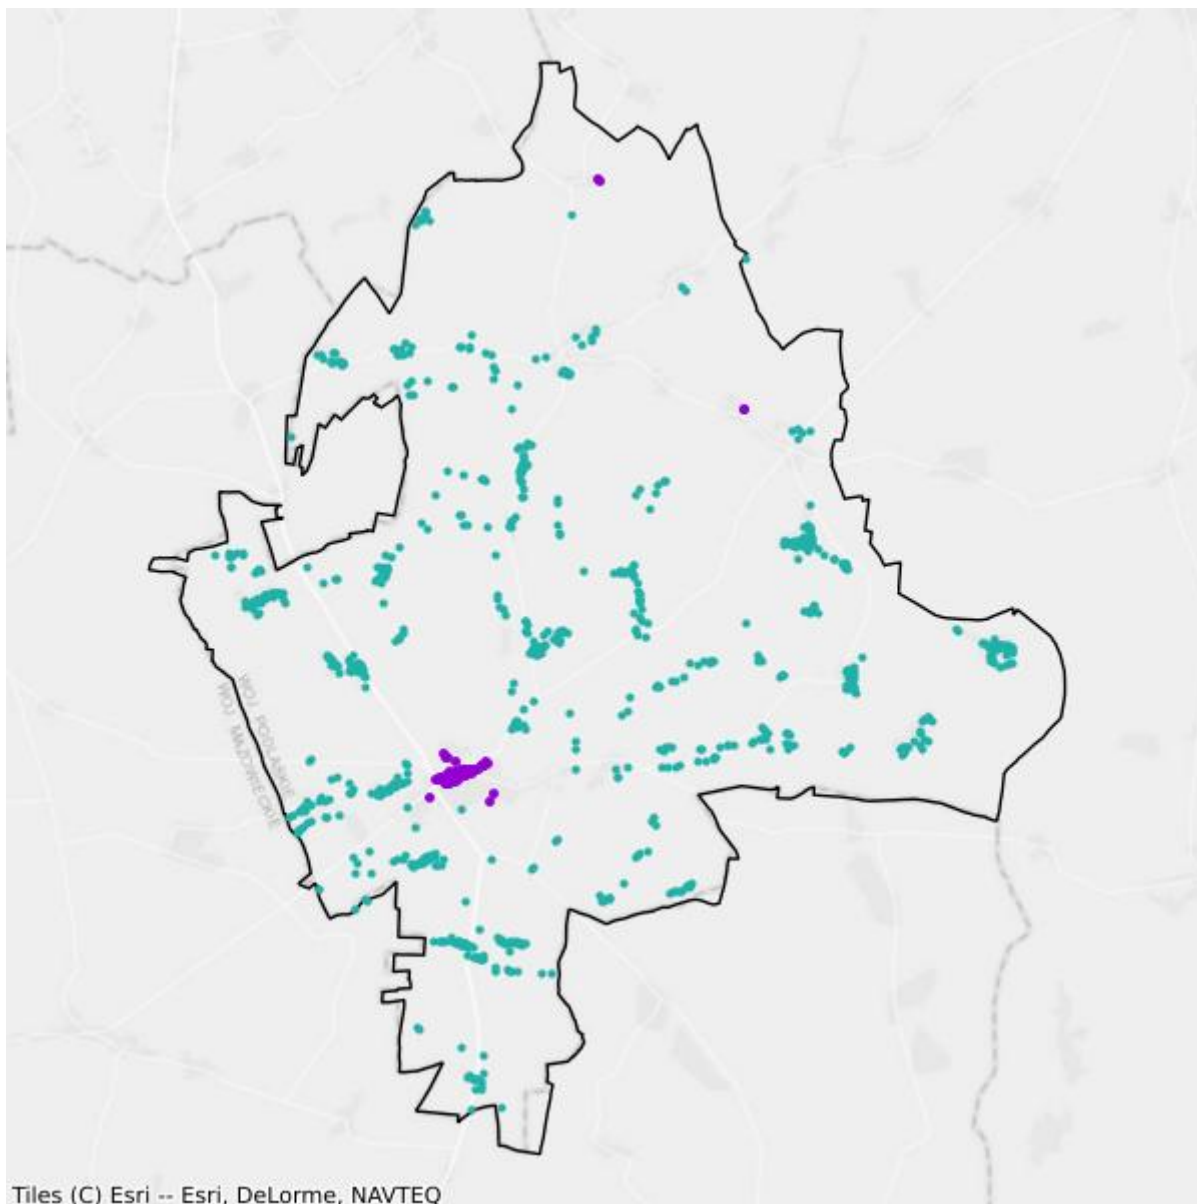 WOJ. PODLASKIE
WOJ. MAZOWIECKIE
Tiles (C) Esri -- Esri, DeLorme, NAVTEQ